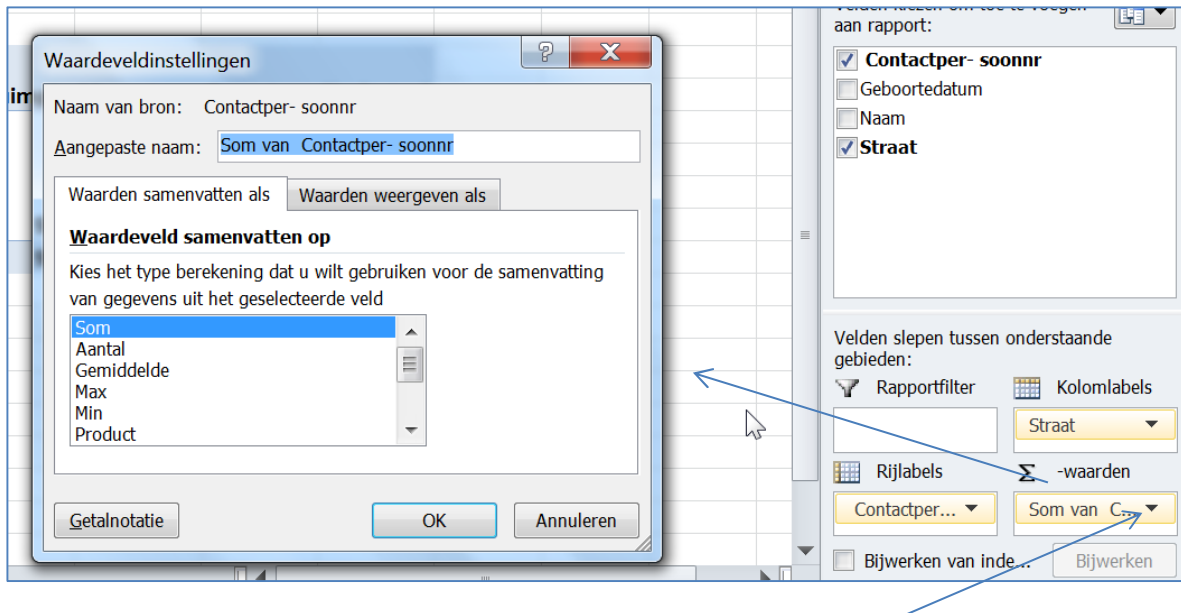 Waardeveldinstellingen
im
Naam van bron: Contactper- soonnr
Aangepaste naam: Som van Contactper- soonnr
Waarden samenvatten als Waarden weergeven als
Waardeveld samenvatten op
Kies het type berekening dat u wilt gebruiken voor de samenvatting
van gegevens uit het geselecteerde veld
Som
Aantal
Gemiddelde
Max
Min
Product
Getalnotatie OK Annuleren
aan rapport:
Contactper- soonnr
Geboortedatum
Naam
Straat
Velden slepen tussen onderstaande
gebieden:
Rapportfilter Kolomlabels
Straat
Rijlabels Σ -waarden
Contactper... Som van C...
Bijwerken van inde... Bijwerken